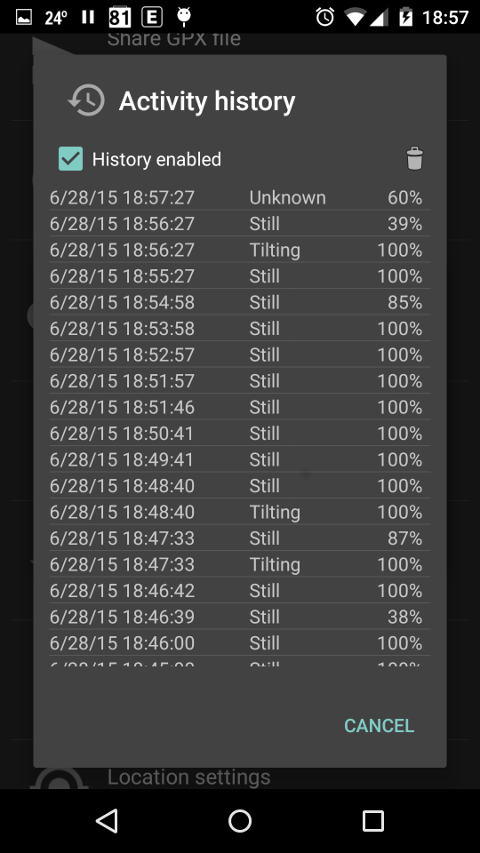 24° 31 E 18:57
Share GPX file
Activity history
History enabled
6/28/15 18:57:27 Unknown 60%
6/28/15 18:56:27 Still 39%
6/28/15 18:56:27 Tilting 100%
6/28/15 18:55:27 Still 100%
6/28/15 18:54:58 Still 85%
6/28/15 18:53:58 Still 100%
6/28/15 18:52:57 Still 100%
6/28/15 18:51:57 Still 100%
6/28/15 18:51:46 Still 100%
6/28/15 18:50:41 Still 100%
6/28/15 18:49:41 Still 100%
6/28/15 18:48:40 Still 100%
6/28/15 18:48:40 Tilting 100%
6/28/15 18:47:33 Still 87%
6/28/15 18:47:33 Tilting 100%
6/28/15 18:46:42 Still 100%
6/28/15 18:46:39 Still 38%
6/28/15 18:46:00 Still 100%
CANCEL
Location settings